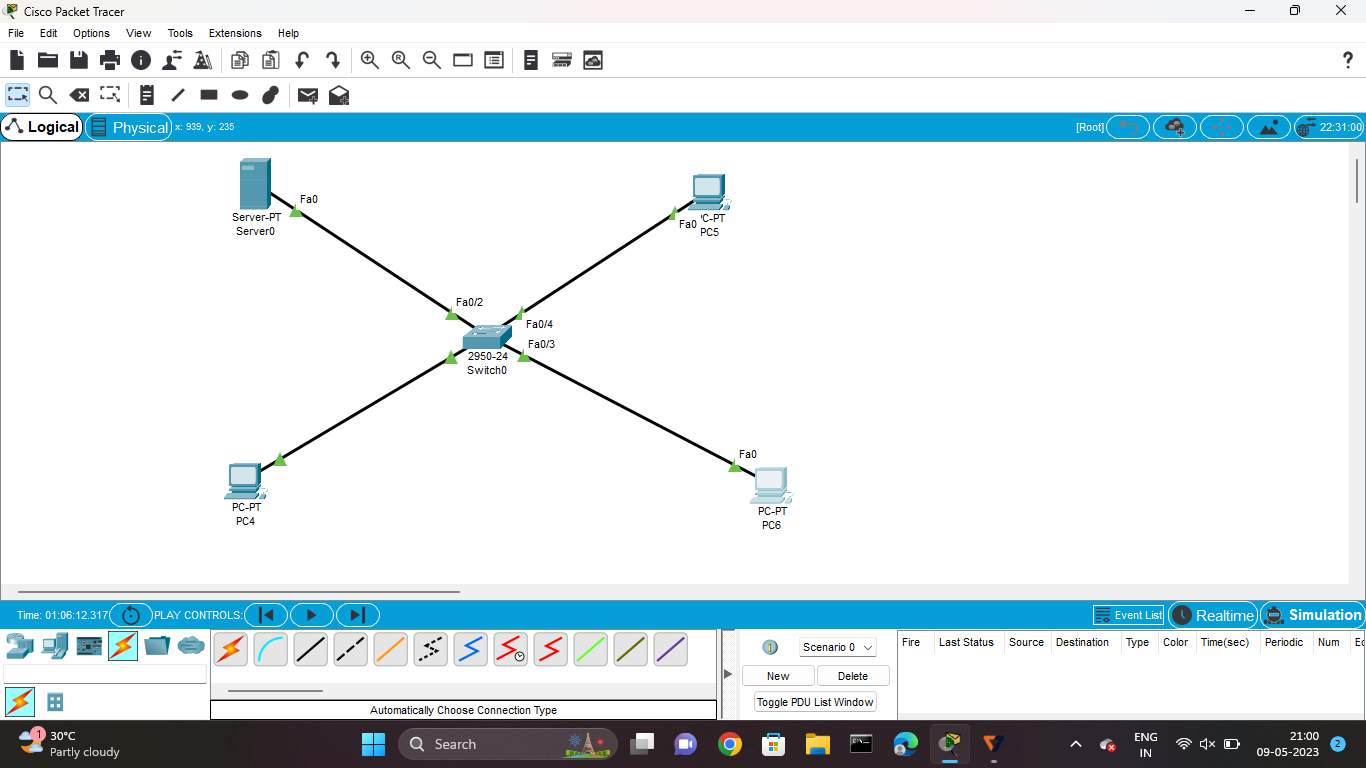 Cisco Packet Tracer
File Edit Options View Tools Extensions Help
?
Logical Physical x: 939, y: 235 [Root] 22:31:00
Fa0
Server-PT
Server0
'C-PT
Fa0
PC5
Fa0/2
Fa0/4
Fa0/3
2950-24
Switch0
Fa0
PC-PT
PC4
PC-PT
PC6
Time: 01:06:12.317 PLAY CONTROLS: Event List Realtime Simulation
Scenario 0
New Delete
Toggle PDU List Window
Fire Last Status Source Destination Type Color Time(sec) Periodic Num Ec
Automatically Choose Connection Type
1
30°C
Partly cloudy
Search
ENG
IN
21:00
09-05-2023
2